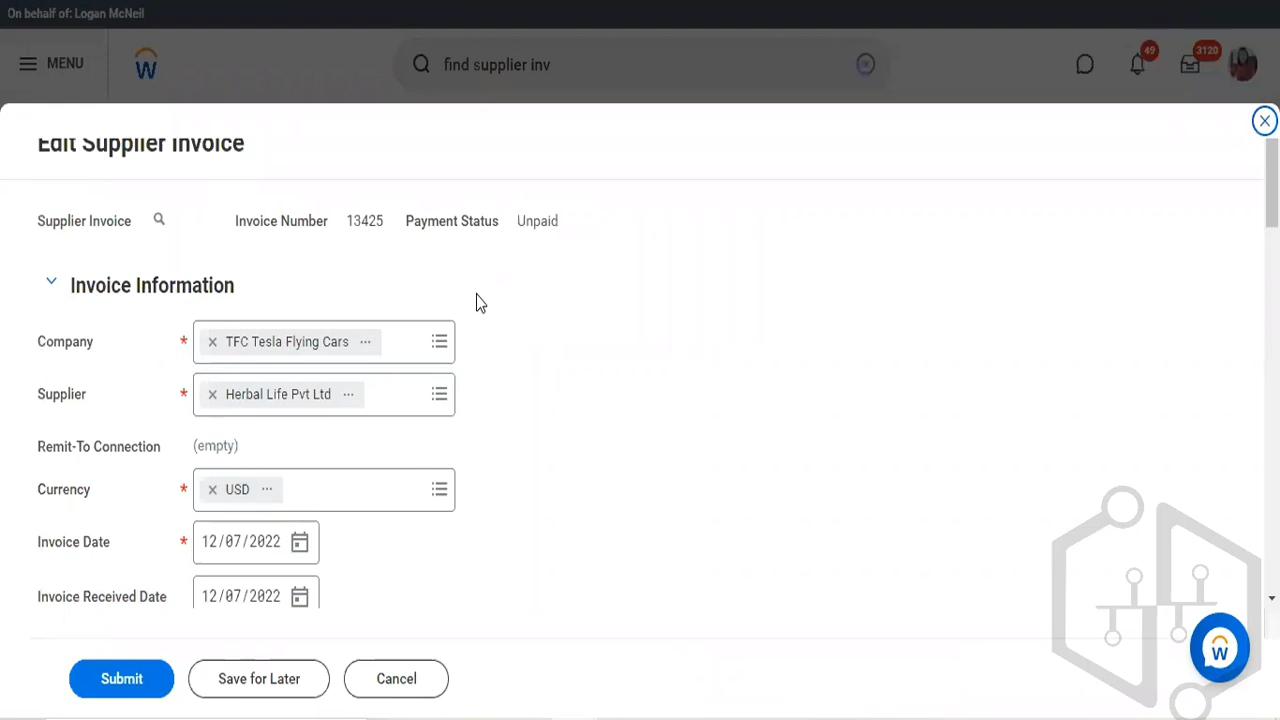 On behalf of: Logan McNeil
MENU
find supplier inv
49
3120
Edit Supplier Invoice
Supplier Invoice Invoice Number 13425 Payment Status Unpaid
Invoice Information
Company * TFC Tesla Flying Cars
Supplier * Herbal Life Pvt Ltd
Remit-To Connection (empty)
Currency * USD
Invoice Date * 12/07/2022
Invoice Received Date 12/07/2022
Submit Save for Later Cancel